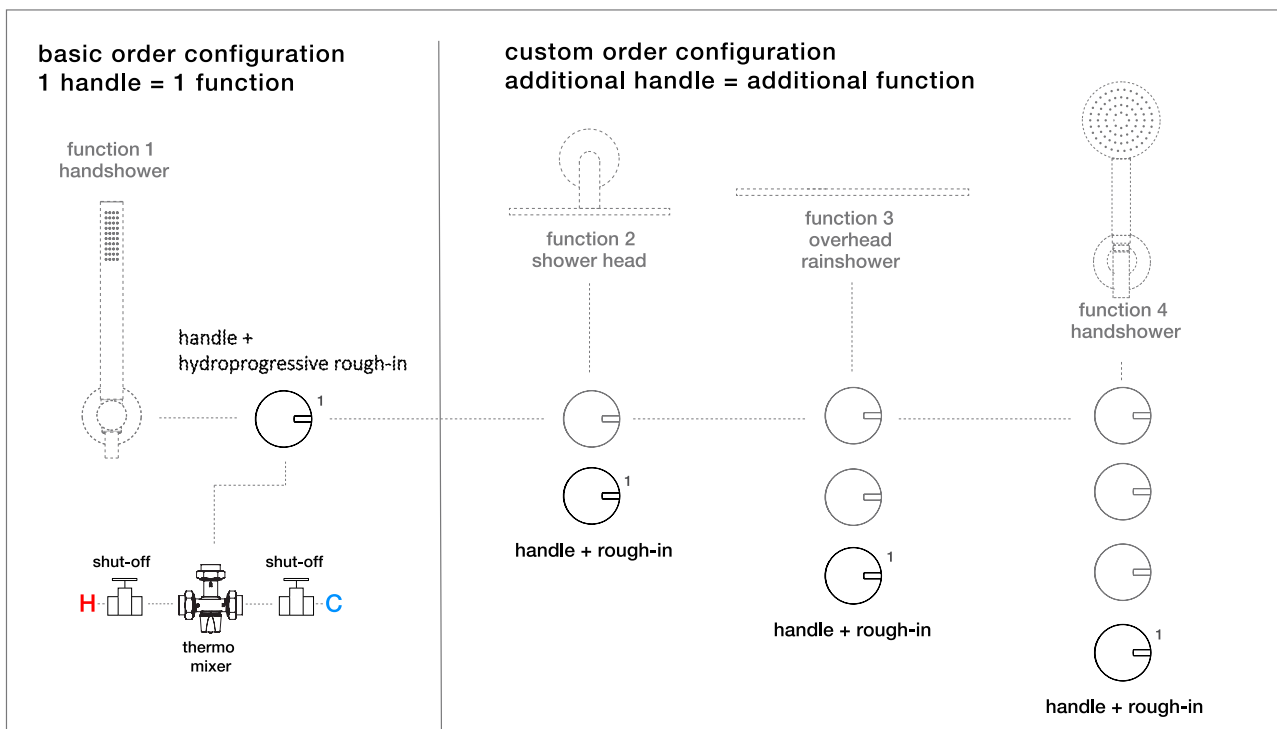 basic order configuration
1 handle = 1 function
function 1
handshower
handle +
hydroprogressive rough-in
1
shut-off
shut-off
H
C
thermo
mixer
custom order configuration
additional handle = additional function
function 2
shower head
1
handle + rough-in
function 3
overhead
rainshower
1
handle + rough-in
function 4
handshower
1
handle + rough-in